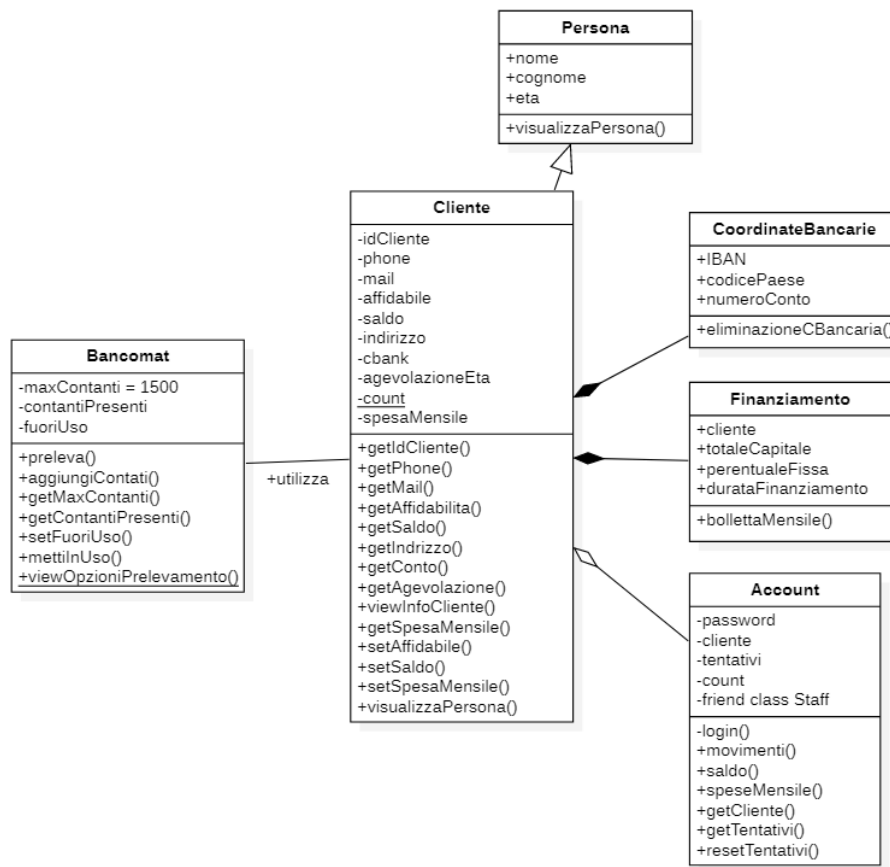 Persona
+nome
+cognome
+eta
+visualizzaPersona()
Cliente
-idCliente
-phone
-mail
-affidabile
-saldo
-indirizzo
-cbank
-agevolazioneEta
-count
-spesaMensile
+getIdCliente()
+getPhone()
+getMail()
+getAffidabilita()
+getSaldo()
+getIndrizzo()
+getConto()
+getAgevolazione()
+viewInfoCliente()
+getSpesaMensile()
+setAffidabile()
+setSaldo()
+setSpesaMensile()
+visualizzaPersona()
Bancomat
-maxContanti = 1500
-contantiPresenti
-fuoriUso
+preleva()
+aggiungiContati()
+getMaxContanti()
+getContantiPresenti()
+setFuoriUso()
+mettiInUso()
+viewOpzioniPrelevamento()
+utilizza
CoordinateBancarie
+IBAN
+codicePaese
+numeroConto
+eliminazioneCBancaria()
Finanziamento
+cliente
+totaleCapitale
+perentualeFissa
+durataFinanziamento
+bollettaMensile()
Account
-password
-cliente
-tentativi
-count
-friend class Staff
-login()
+movimenti()
+saldo()
+speseMensile()
+getCliente()
+getTentativi()
+resetTentativi()